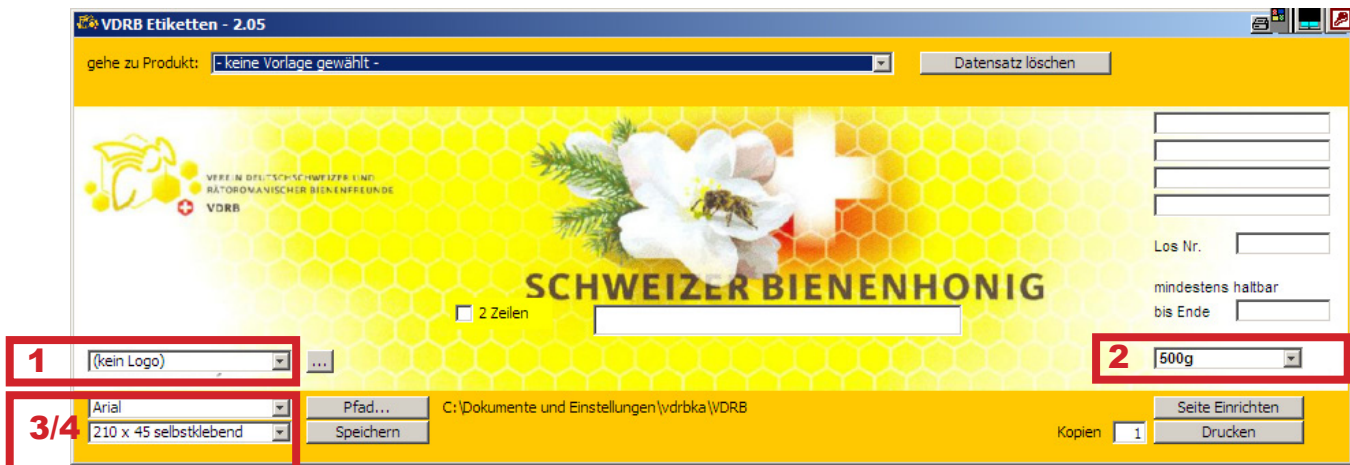 VDRB Etiketten - 2.05
gehe zu Produkt: - keine Vorlage gewählt - Datensatz löschen
VEREIN DEUTSCHSCHWEIZER UND
RÄTOROMANISCHER BIENENFREUNDE
VDRB
Los Nr.
SCHWEIZER BIENENHONIG
mindestens haltbar
2 Zeilen bis Ende
1 (kein Logo) ... 2 500g
3/4 Arial Pfad... C:\Dokumente und Einstellungen\vdrbka\VDRB Seite Einrichten
210 x 45 selbstklebend Speichern Kopien 1 Drucken